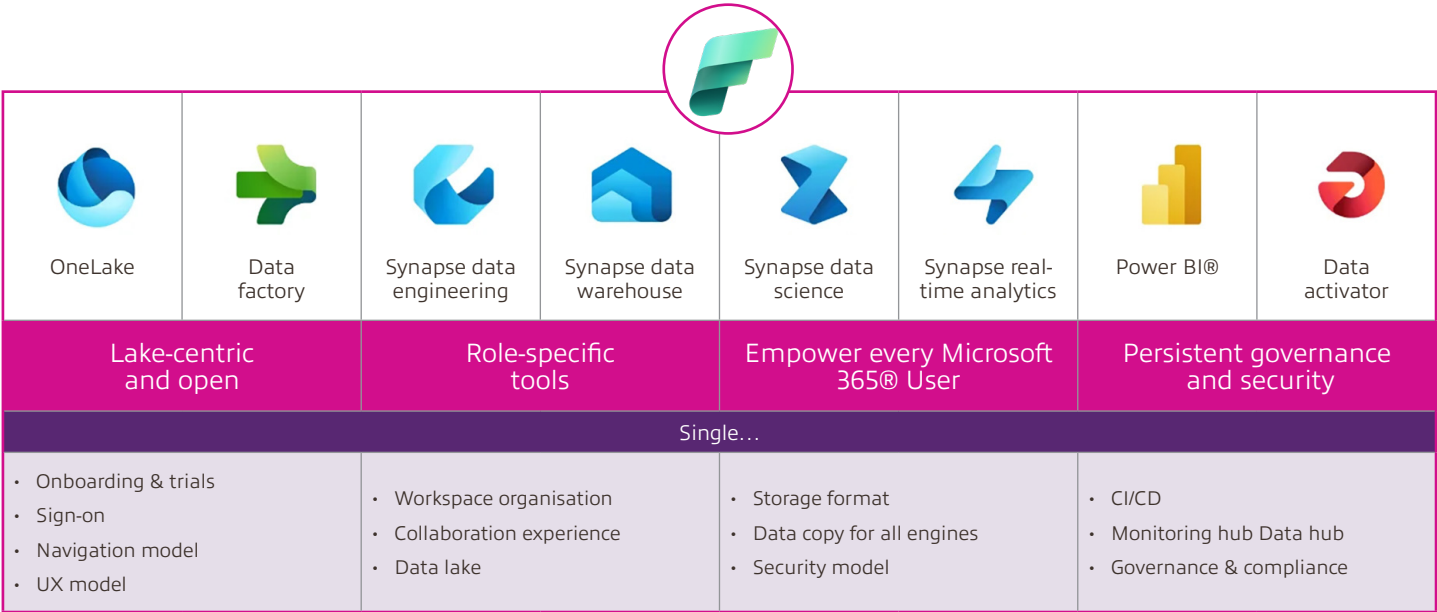 OneLake
Data
factory
Synapse data
engineering
Synapse data
warehouse
Synapse data
science
Synapse real-
time analytics
Power BI®
Data
activator
Lake-centric
and open
Role-specific
tools
Empower every Microsoft
365® User
Persistent governance
and security
Single…
• Onboarding & trials
• Sign-on
• Navigation model
• UX model
• Workspace organisation
• Collaboration experience
• Data lake
• Storage format
• Data copy for all engines
• Security model
• CI/CD
• Monitoring hub Data hub
• Governance & compliance